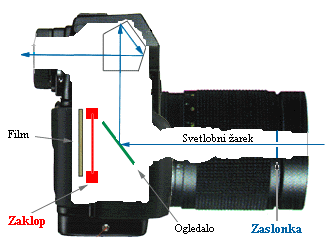 Film
Svetlobni žarek
Zaklop
Ogledalo
Zaslonka